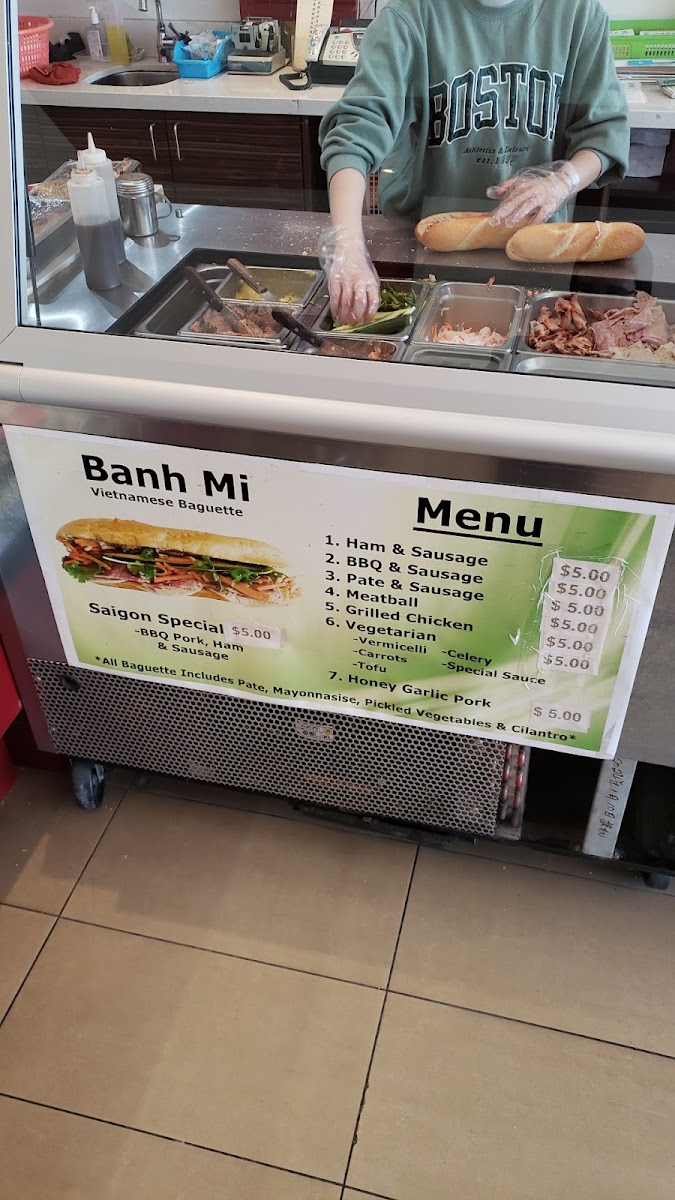 BOSTON
Banh Mi
Vietnamese Baguette
Saigon Special $5.00
-BBQ Pork, Ham
& Sausage
Menu
1. Ham & Sausage $5.00
2. BBQ & Sausage $5.00
3. Pate & Sausage $5.00
4. Meatball $5.00
5. Grilled Chicken $5.00
6. Vegetarian $5.00
-Vermicelli -Celery
-Carrots -Special Sauce
-Tofu
7. Honey Garlic Pork $5.00
*All Baguette Includes Pate, Mayonnasise, Pickled Vegetables & Cilantro*